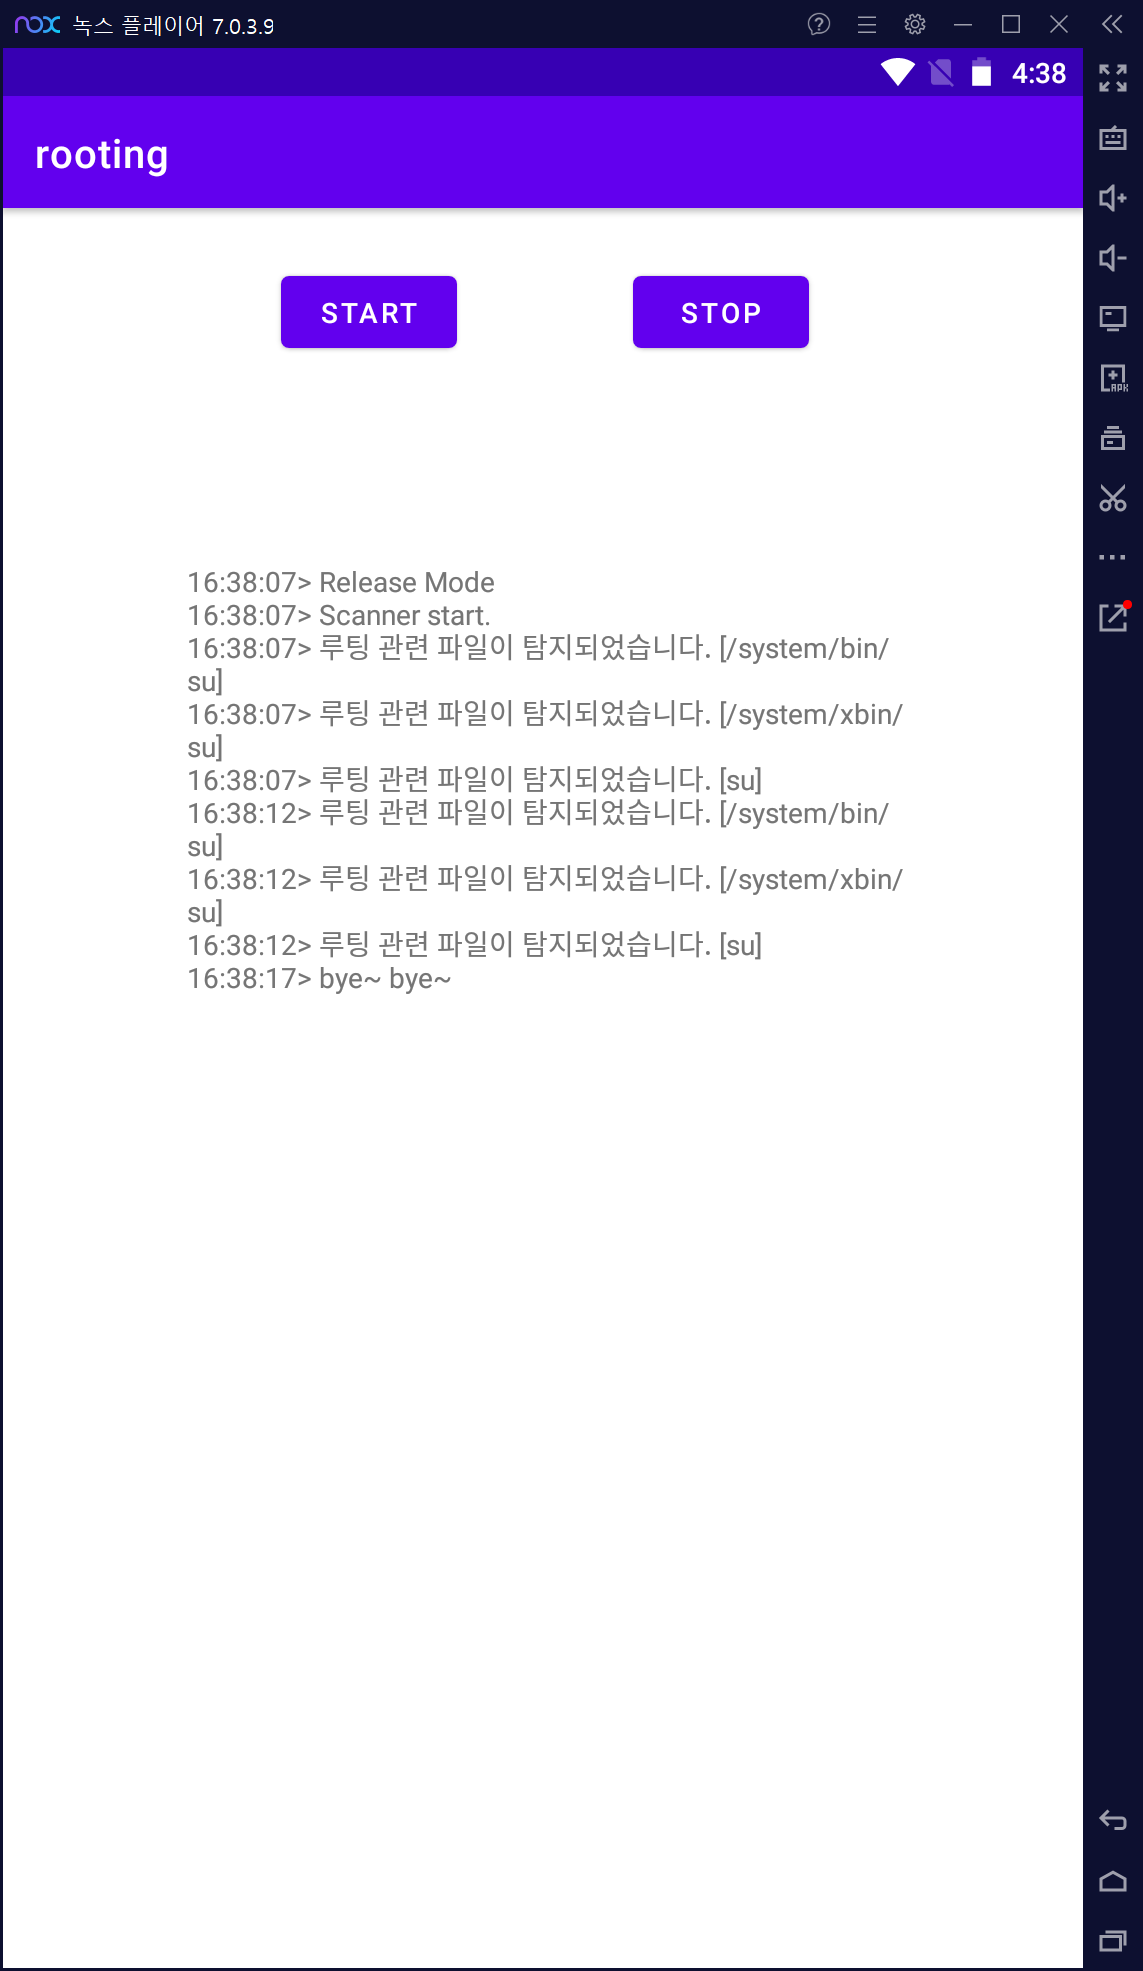 nox 녹스 플레이어 7.0.3.9
4:38
rooting
START
STOP
16:38:07> Release Mode
16:38:07> Scanner start.
16:38:07> 루팅 관련 파일이 탐지되었습니다. [/system/bin/
su]
16:38:07> 루팅 관련 파일이 탐지되었습니다. [/system/xbin/
su]
16:38:07> 루팅 관련 파일이 탐지되었습니다. [su]
16:38:12> 루팅 관련 파일이 탐지되었습니다. [/system/bin/
su]
16:38:12> 루팅 관련 파일이 탐지되었습니다. [/system/xbin/
su]
16:38:12> 루팅 관련 파일이 탐지되었습니다. [su]
16:38:17> bye~ bye~
APK